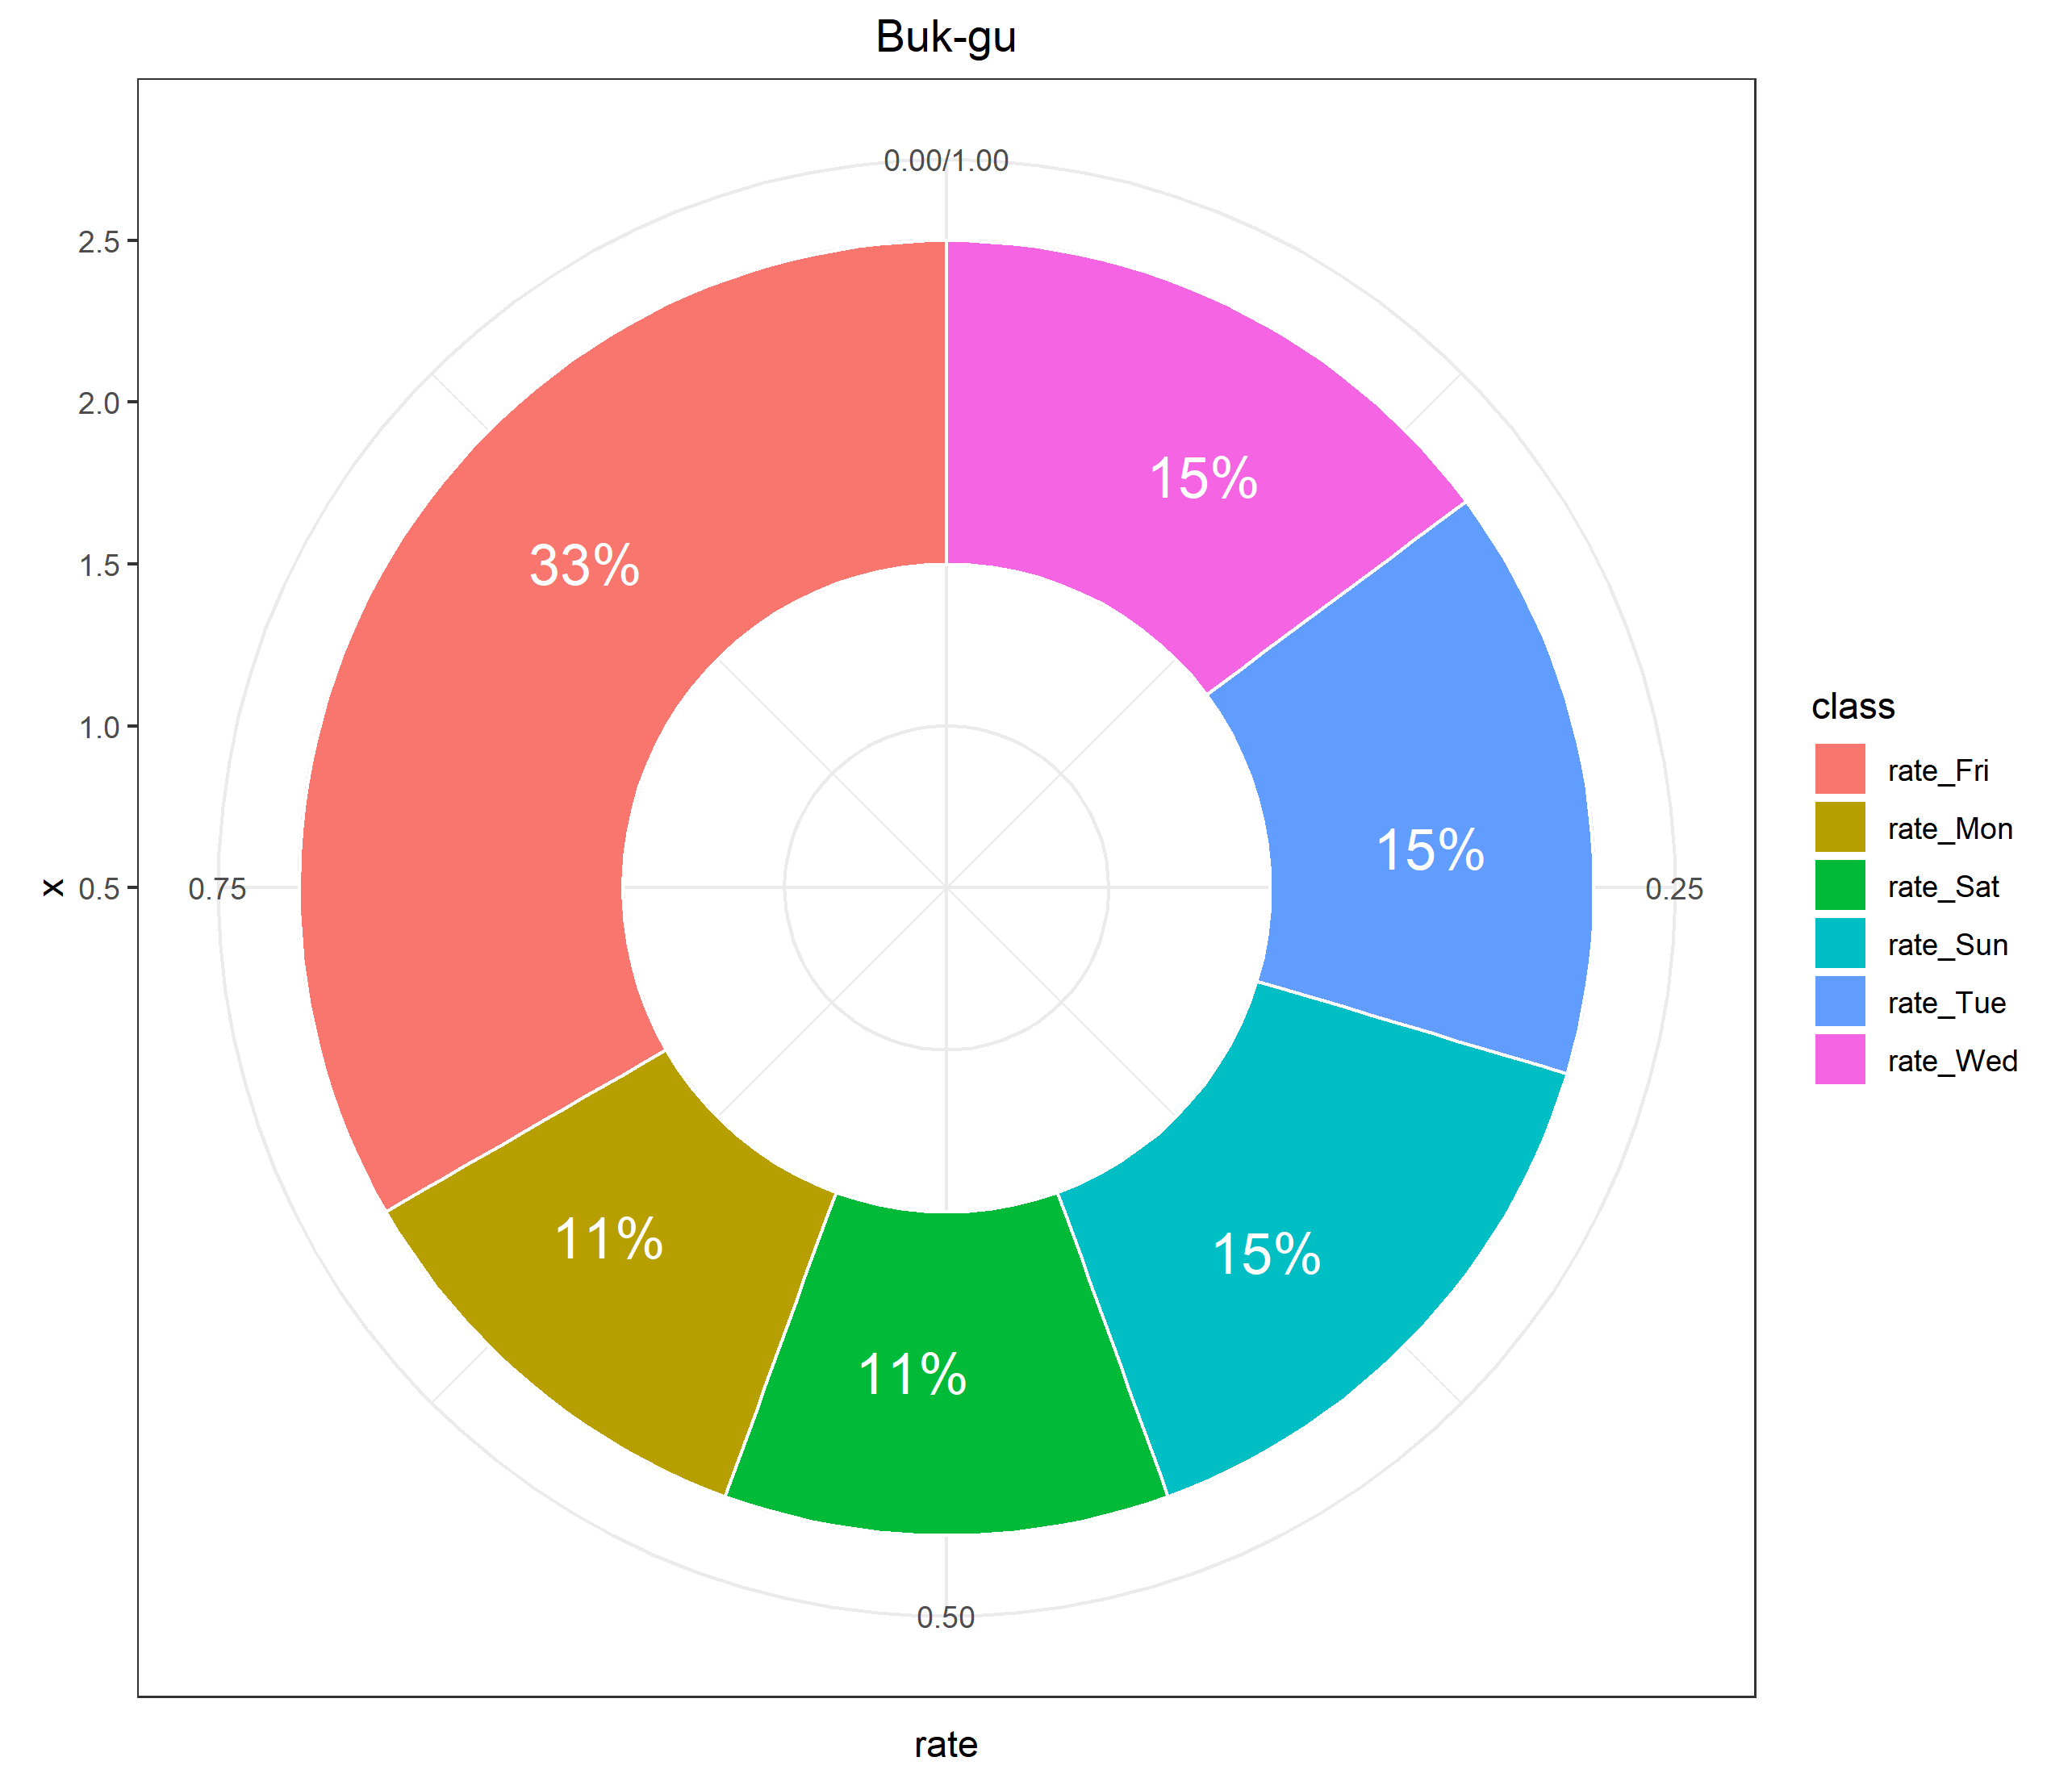 Buk-gu
0.00/1.00
2.5
2.0
1.5
1.0
x 0.5
0.75
0.25
0.50
33%
15%
15%
15%
11%
11%
rate
class
rate_Fri
rate_Mon
rate_Sat
rate_Sun
rate_Tue
rate_Wed